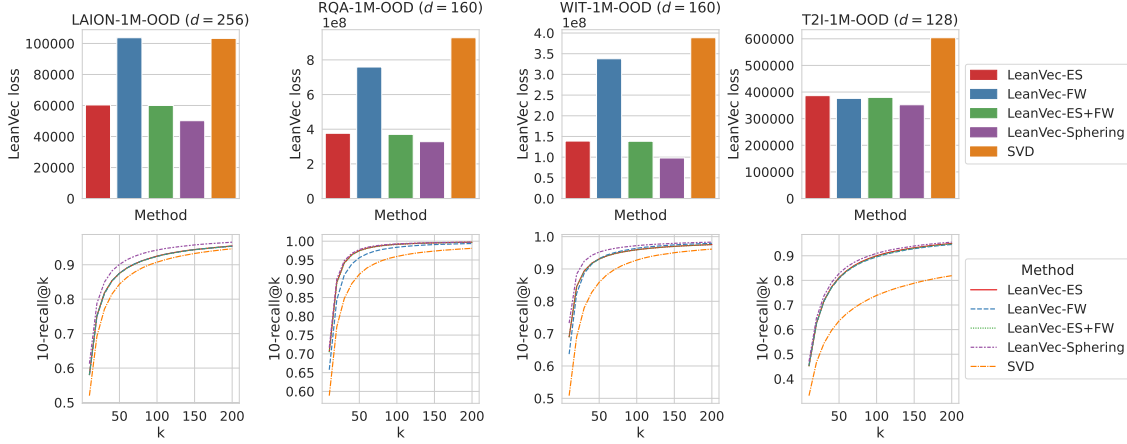 LAION-1M-OOD (d = 256)
LeanVec loss
100000
80000
60000
40000
20000
0
Method
RQA-1M-OOD (d = 160)
1e8
LeanVec loss
8
6
4
2
0
Method
WIT-1M-OOD (d = 160)
1e8
LeanVec loss
4.0
3.5
3.0
2.5
2.0
1.5
1.0
0.5
0.0
Method
T2I-1M-OOD (d = 128)
LeanVec loss
600000
500000
400000
300000
200000
100000
0
Method
LeanVec-ES
LeanVec-FW
LeanVec-ES+FW
LeanVec-Sphering
SVD
10-recall@k
0.9
0.8
0.7
0.6
0.5
50 100 150 200
k
10-recall@k
1.00
0.95
0.90
0.85
0.80
0.75
0.70
0.65
0.60
50 100 150 200
k
10-recall@k
1.0
0.9
0.8
0.7
0.6
0.5
50 100 150 200
k
10-recall@k
0.9
0.8
0.7
0.6
0.5
0.4
50 100 150 200
k
Method
LeanVec-ES
LeanVec-FW
LeanVec-ES+FW
LeanVec-Sphering
SVD